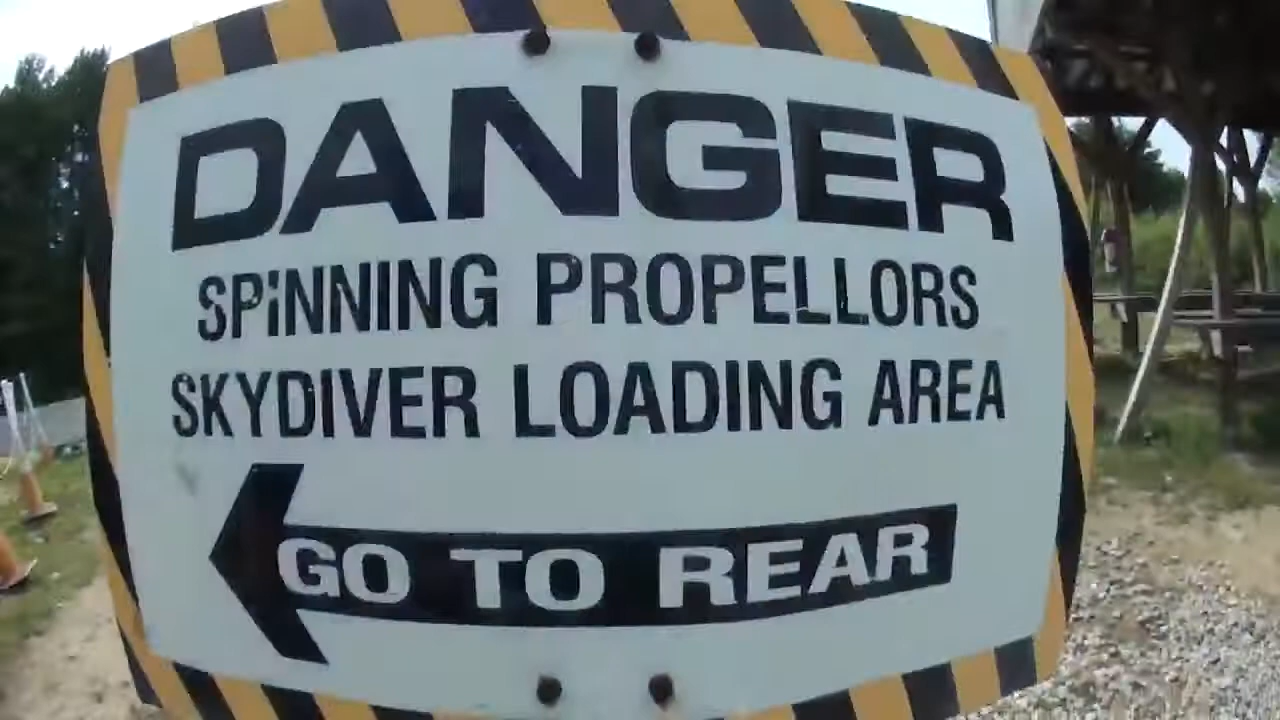 DANGER
SPiNNING PROPELLORS
SKYDIVER LOADING AREA
GO TO REAR